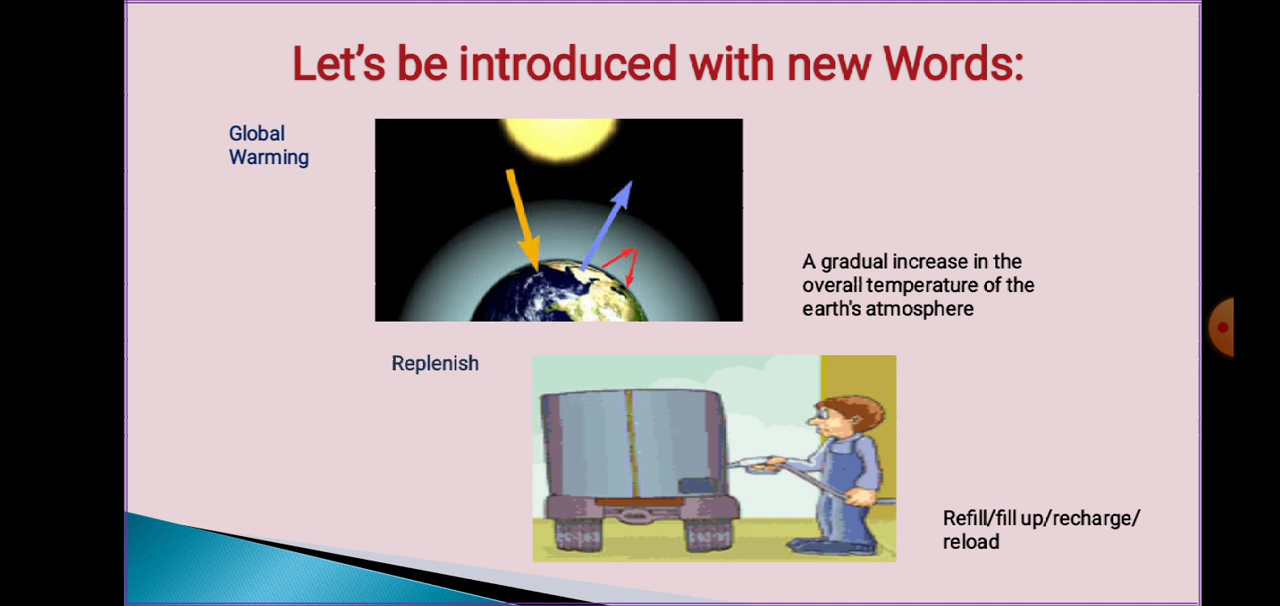 Let's be introduced with new Words:
Global
Warming
A gradual increase in the
overall temperature of the
earth's atmosphere
Replenish
Refill/fill up/recharge/
reload